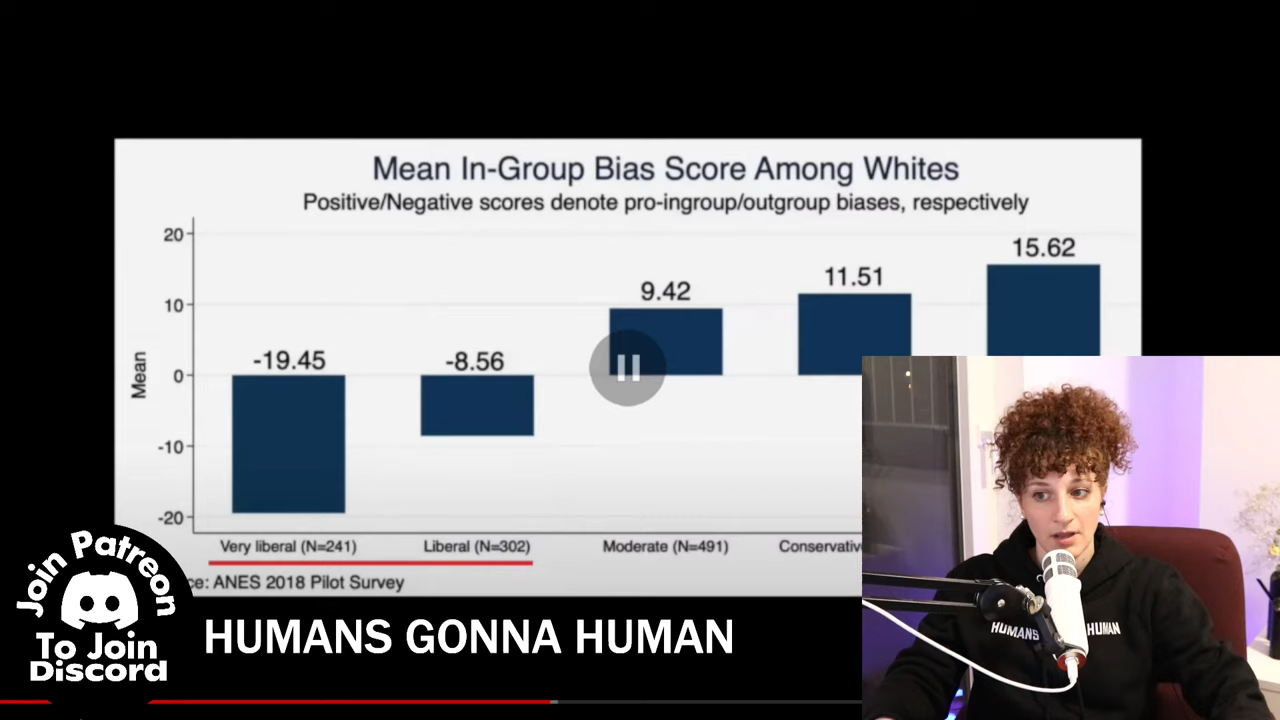 Mean In-Group Bias Score Among Whites
Positive/Negative scores denote pro-ingroup/outgroup biases, respectively
20
10
0
-10
-20
Mean
-19.45
-8.56
9.42
11.51
15.62
Very liberal (N=241)
Liberal (N=302)
Moderate (N=491)
Conservative
ce: ANES 2018 Pilot Survey
Join Patreon
To Join
Discord
HUMANS GONNA HUMAN
HUMANS HUMAN